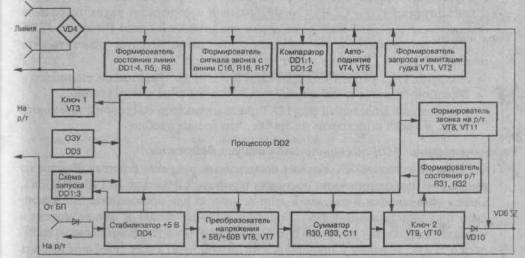 VD4
Линия
Формирователь
состояния линии
DD1:4, R5, R8
Формирователь
сигнала звонка с
линии C16, R16, R17
Компаратор
DD1:1,
DD1:2
Авто-
поднятие
VT4, VT5
Формирователь
запроса и имитации
гудка VT1, VT2
На
р/т
Ключ 1
VT3
ОЗУ
DD3
Схема
запуска
DD1:3
Процессор DD2
Формирователь
звонка на р/т
VT8, VT11
Формирователь
состояния р/т
R31, R32
От БП
На р/т
Стабилизатор +5 В
DD4
Преобразователь
напряжения
+ 5В/+60В VT6, VT7
Сумматор
R30, R33, C11
Ключ 2
VT9, VT10
VD10
VD6